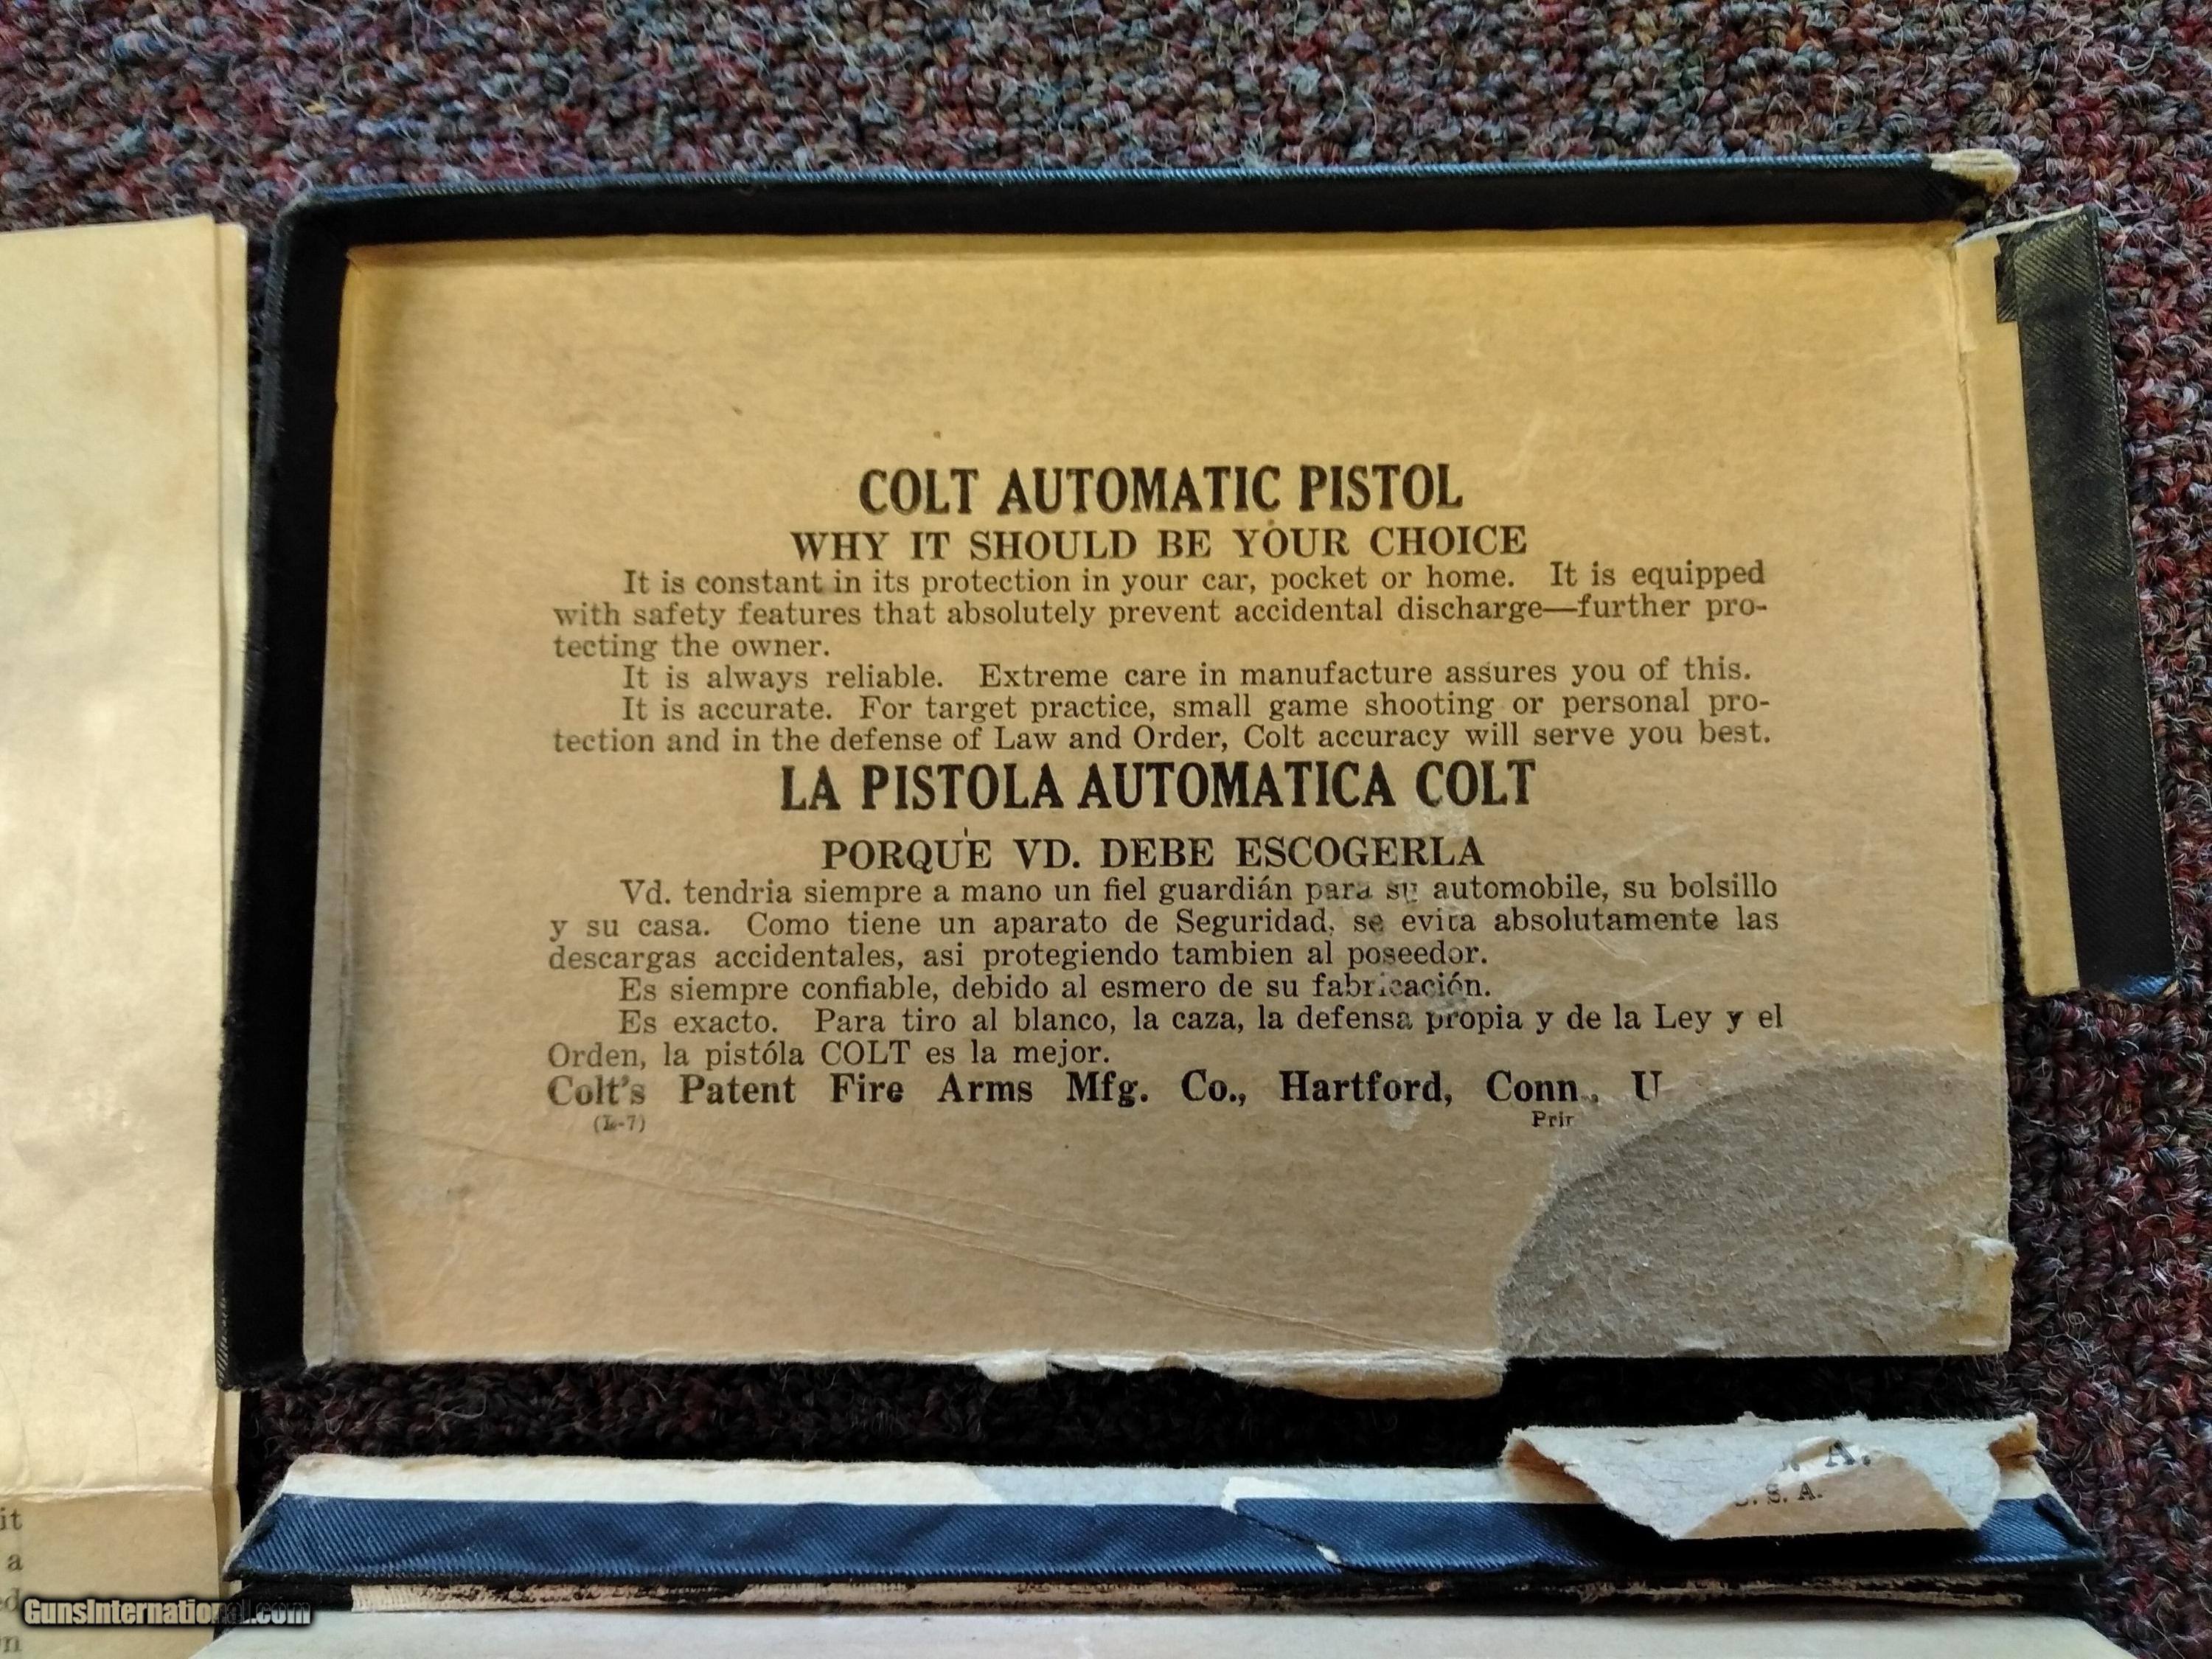 COLT AUTOMATIC PISTOL
WHY IT SHOULD BE YOUR CHOICE
It is constant in its protection in your car, pocket or home. It is equipped
with safety features that absolutely prevent accidental discharge—further pro-
tecting the owner.
It is always reliable. Extreme care in manufacture assures you of this.
It is accurate. For target practice, small game shooting or personal pro-
tection and in the defense of Law and Order, Colt accuracy will serve you best.
LA PISTOLA AUTOMATICA COLT
PORQUÉ VD. DEBE ESCOGERLA
Vd. tendria siempre a mano un fiel guardián para su automobile, su bolsillo
y su casa. Como tiene un aparato de Seguridad, se evita absolutamente las
descargas accidentales, asi protegiendo tambien al poseedor.
Es siempre confiable, debido al esmero de su fabricación.
Es exacto. Para tiro al blanco, la caza, la defensa propia y de la Ley y el
Orden, la pistóla COLT es la mejor.
Colt's Patent Fire Arms Mfg. Co., Hartford, Conn., U
(L-7) Prin
. A.
S. A.
it
a
GunsInternational.com